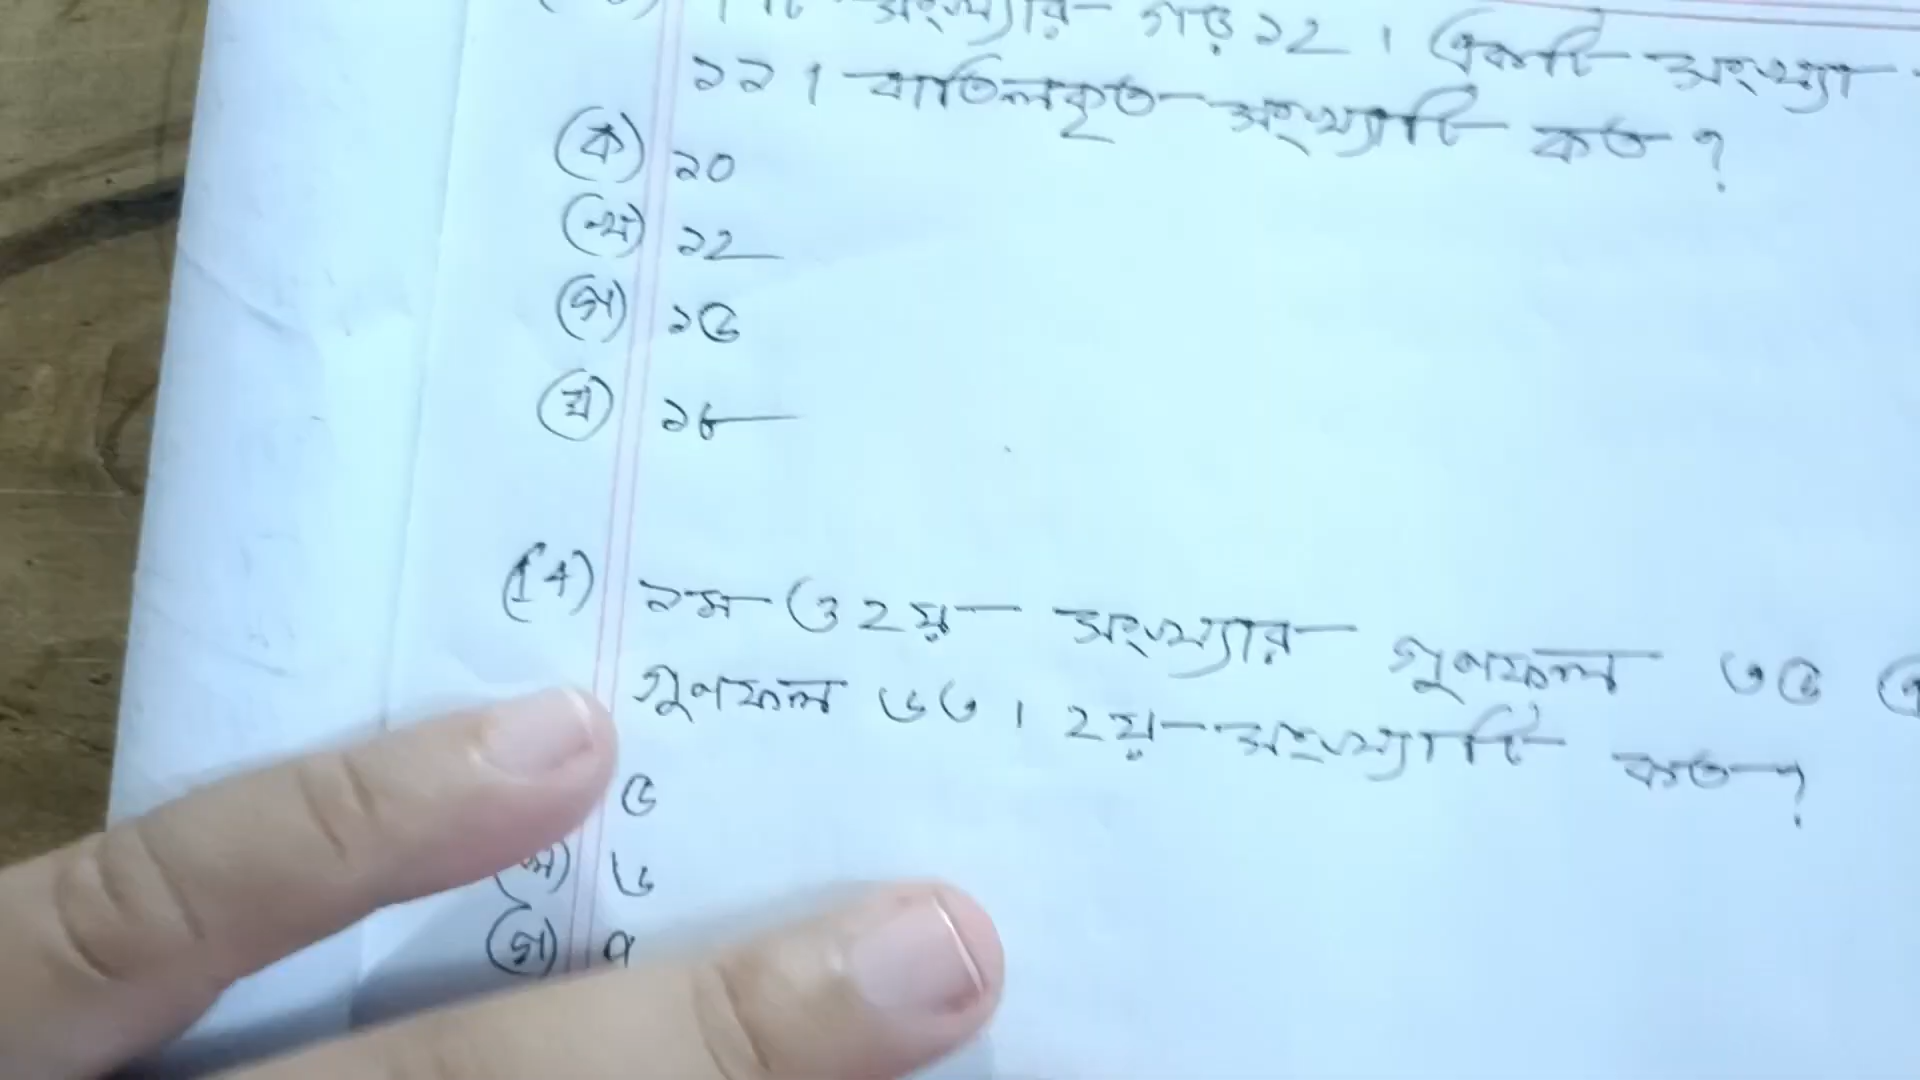 সংখ্যার গড় ১২। একটি সংখ্যা
১১। বাতিলকৃত সংখ্যাটি কত?
(ক) ১০
(খ) ১২
(গ) ১৫
(ঘ) ১৮
(14) ১ম ও ২য় সংখ্যার গুণফল ৩৫
গুণফল ৬৩। ২য় সংখ্যাটি কত?
৫
(খ) ৬
(গ) ৭